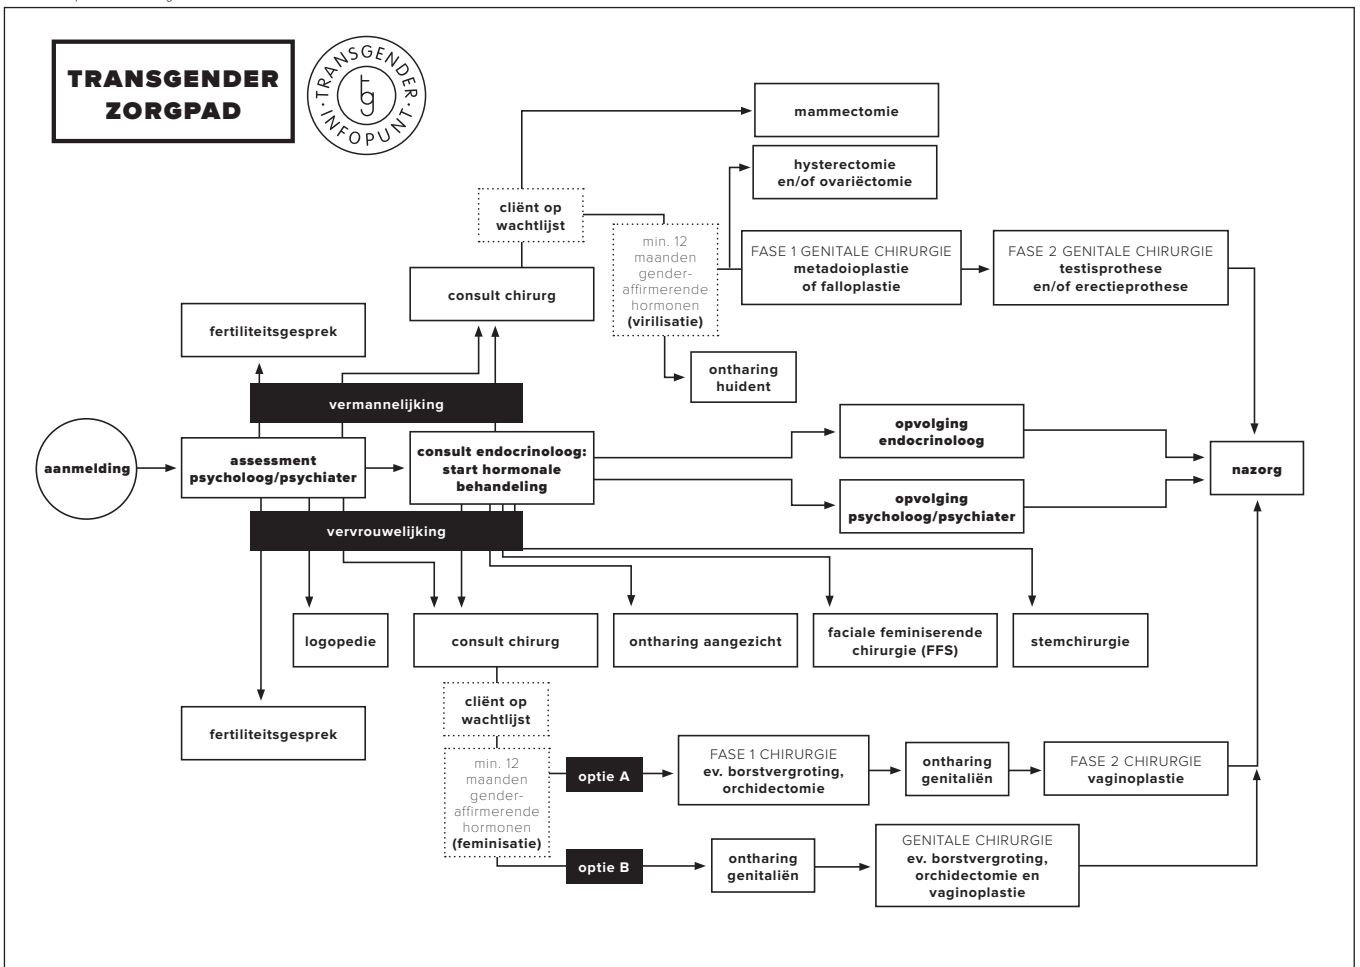 TRANSGENDER
ZORGPAD
TRANSGENDER
INFOPUNT
tg
mammectomie
hysterectomie
en/of ovariëctomie
cliënt op
wachtlijst
min. 12
maanden
gender-
affirmerende
hormonen
(virilisatie)
FASE 1 GENITALE CHIRURGIE
metadoioplastie
of falloplastie
FASE 2 GENITALE CHIRURGIE
testisprothese
en/of erectieprothese
consult chirurg
fertiliteitsgesprek
ontharing
huident
vermannelijking
aanmelding
assessment
psycholoog/psychiater
consult endocrinoloog:
start hormonale
behandeling
opvolging
endocrinoloog
nazorg
opvolging
psycholoog/psychiater
vervrouwelijking
logopedie
consult chirurg
ontharing aangezicht
faciale feminiserende
chirurgie (FFS)
stemchirurgie
cliënt op
wachtlijst
fertiliteitsgesprek
min. 12
maanden
gender-
affirmerende
hormonen
(feminisatie)
optie A
FASE 1 CHIRURGIE
ev. borstvergroting,
orchidectomie
ontharing
genitaliën
FASE 2 CHIRURGIE
vaginoplastie
optie B
ontharing
genitaliën
GENITALE CHIRURGIE
ev. borstvergroting,
orchidectomie en
vaginoplastie